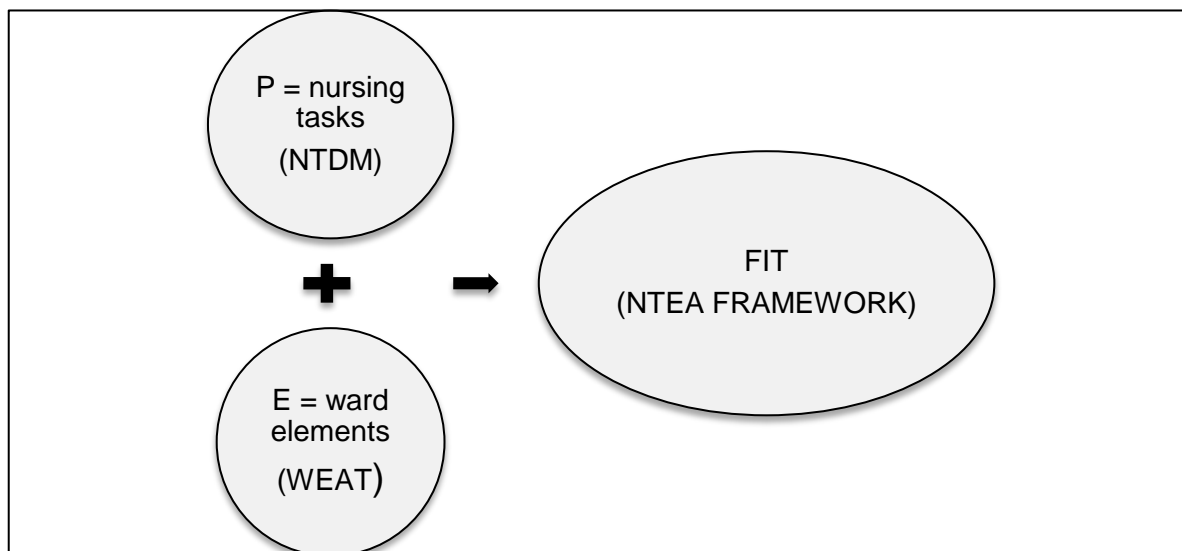 P = nursing
tasks
(NTDM)
E = ward
elements
(WEAT)
FIT
(NTEA FRAMEWORK)